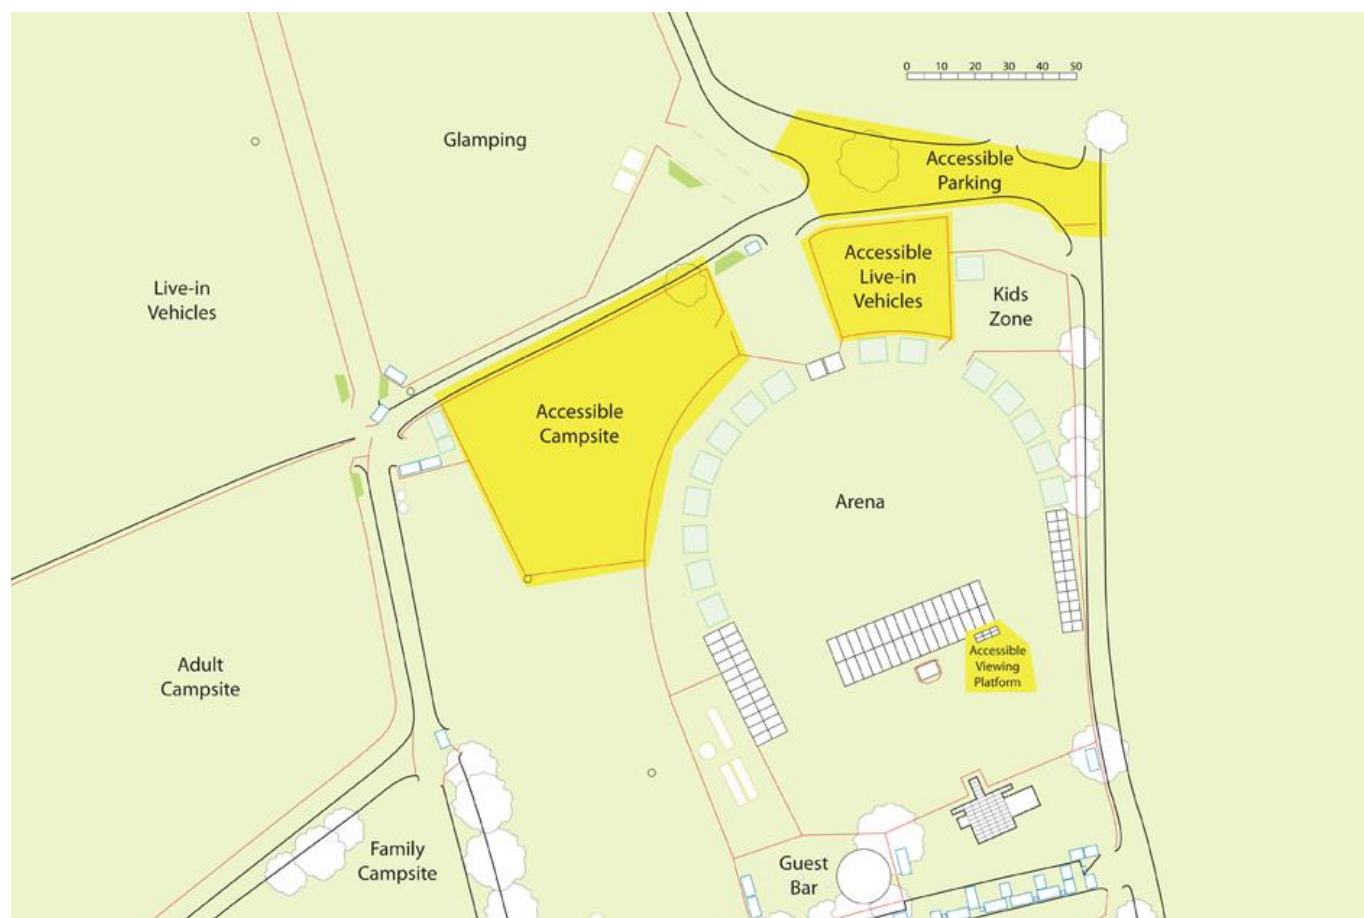 0 10 20 30 40 50
Glamping
Accessible
Parking
Accessible
Live-in
Vehicles
Live-in
Vehicles
Kids
Zone
Accessible
Campsite
Arena
Accessible
Viewing
Platform
Adult
Campsite
Family
Campsite
Guest
Bar